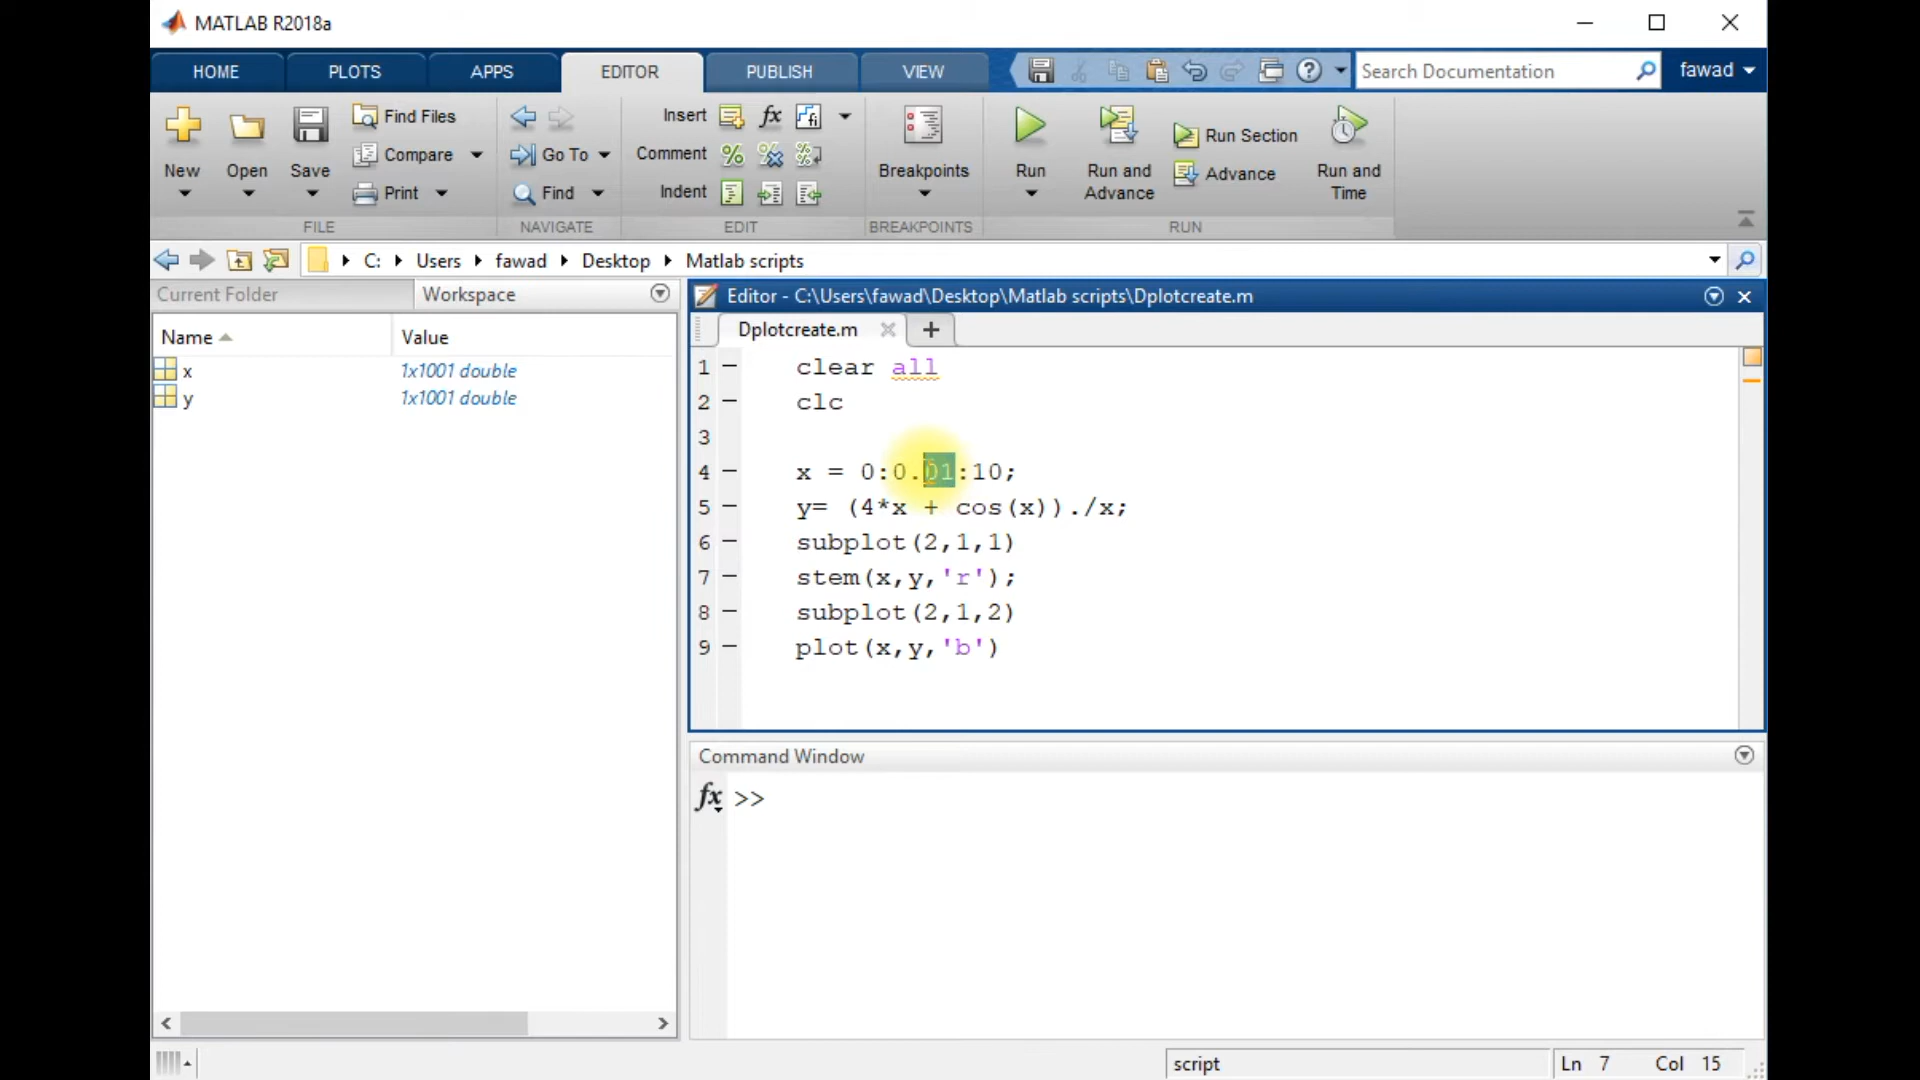 MATLAB R2018a
HOME PLOTS APPS EDITOR PUBLISH VIEW Search Documentation fawad
New Open Save Find Files Compare Print
Go To Find
Insert fx
Comment
Indent
Breakpoints Run Run and Advance Run Section Advance Run and Time
FILE NAVIGATE EDIT BREAKPOINTS RUN
C: Users fawad Desktop Matlab scripts
Current Folder Workspace
Name Value
x 1x1001 double
y 1x1001 double
Editor - C:\Users\fawad\Desktop\Matlab scripts\Dplotcreate.m
Dplotcreate.m
1 clear all
2 clc
3
4 x = 0:0.01:10;
5 y= (4*x + cos(x))./x;
6 subplot(2,1,1)
7 stem(x,y,'r');
8 subplot(2,1,2)
9 plot(x,y,'b')
Command Window
fx >>
script Ln 7 Col 15